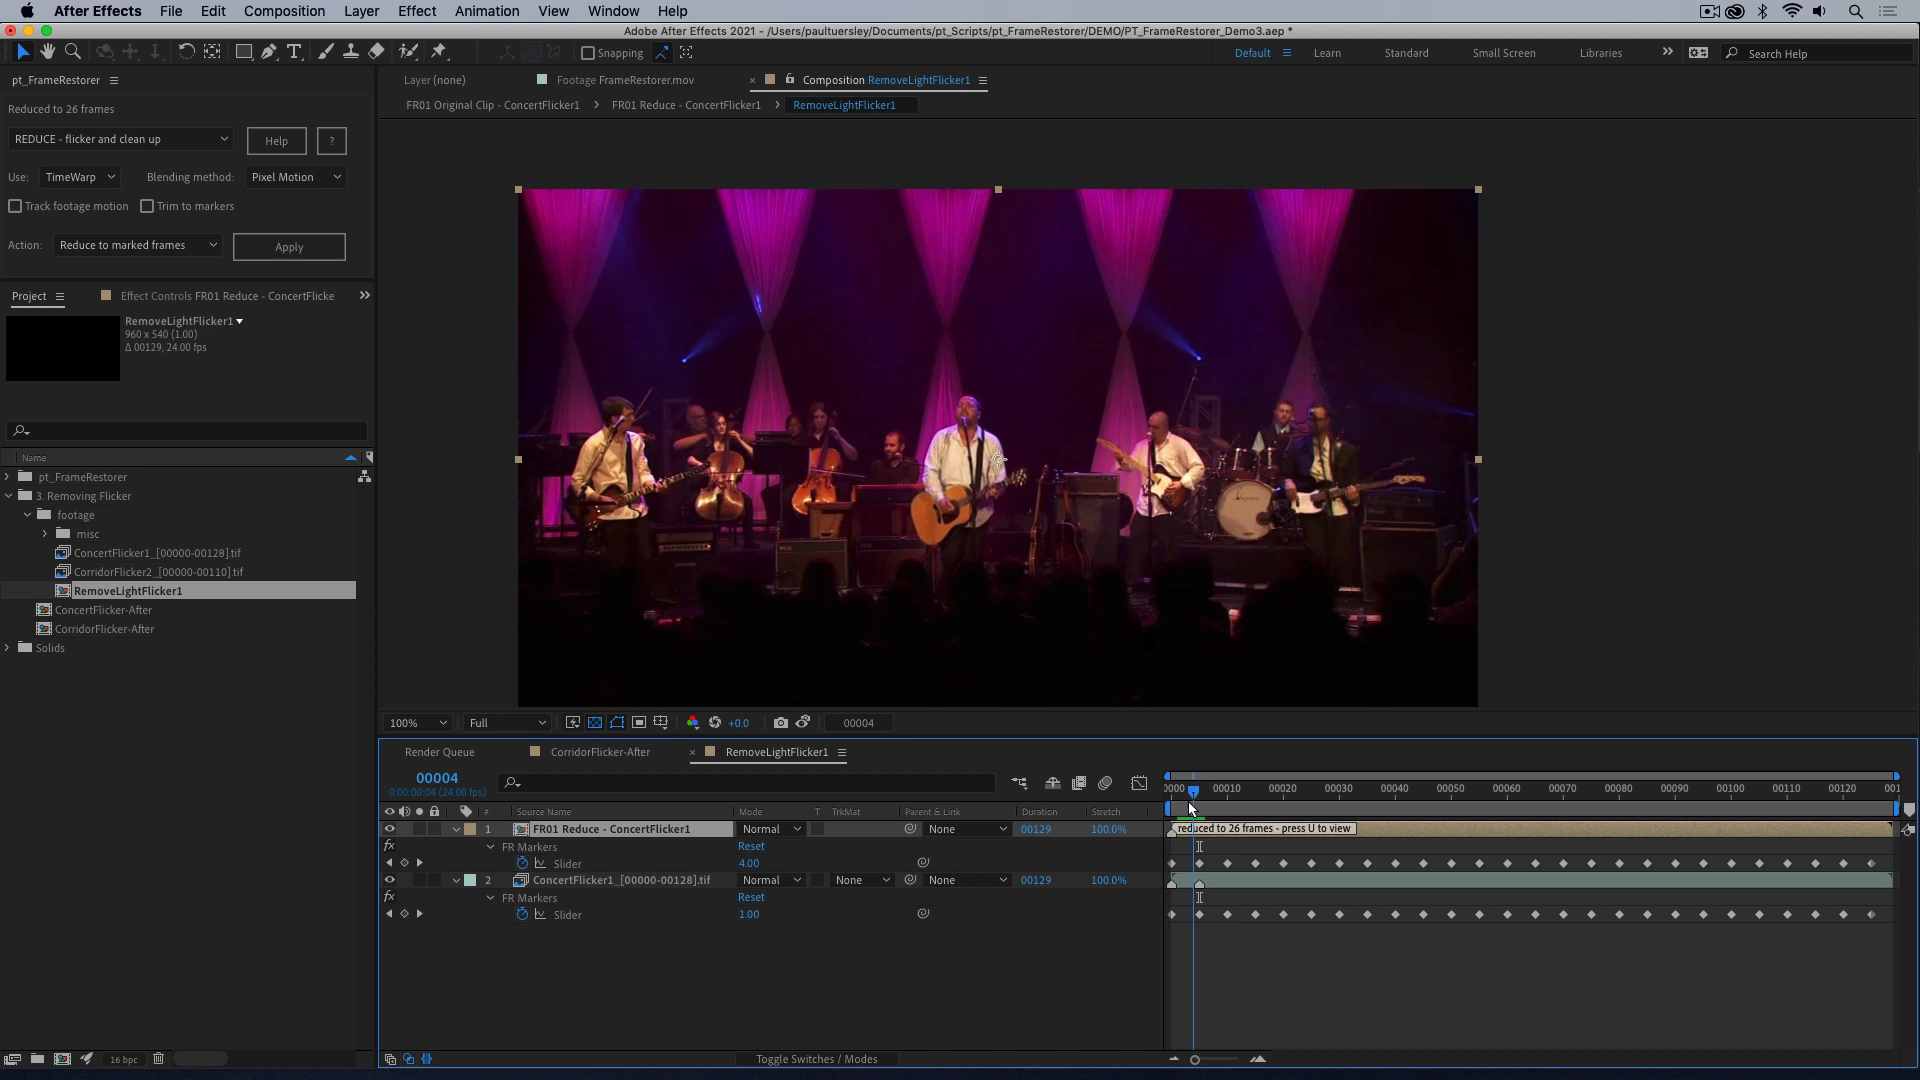 After Effects File Edit Composition Layer Effect Animation View Window Help
Adobe After Effects 2021 - /Users/paultuersley/Documents/pt_Scripts/pt_FrameRestorer/DEMO/PT_FrameRestorer_Demo3.aep *
Snapping Default Learn Standard Small Screen Libraries Search Help
pt_FrameRestorer
Layer (none) Footage FrameRestorer.mov Composition RemoveLightFlicker1
FR01 Original Clip - ConcertFlicker1 FR01 Reduce - ConcertFlicker1 RemoveLightFlicker1
Reduced to 26 frames
REDUCE - flicker and clean up Help ?
Use: TimeWarp Blending method: Pixel Motion
Track footage motion Trim to markers
Action: Reduce to marked frames Apply
Project Effect Controls FR01 Reduce - ConcertFlicke
RemoveLightFlicker1
960 x 540 (1.00)
Δ 00129, 24.00 fps
Name
pt_FrameRestorer
3. Removing Flicker
footage
misc
ConcertFlicker1_[00000-00128].tif
CorridorFlicker2_[00000-00110].tif
RemoveLightFlicker1
ConcertFlicker-After
CorridorFlicker-After
Solids
16 bpc
100% Full +0.0 00004
Render Queue CorridorFlicker-After RemoveLightFlicker1
00004
0:00:00:04 (24.00 fps)
0000 00010 00020 00030 00040 00050 00060 00070 00080 00090 00100 00110 00120 001
# Source Name Mode T TrkMat Parent & Link Duration Stretch
1 FR01 Reduce - ConcertFlicker1 Normal None 00129 100.0% reduced to 26 frames - press U to view
fx FR Markers Reset
Slider 4.00
2 ConcertFlicker1_[00000-00128].tif Normal None None 00129 100.0%
fx FR Markers Reset
Slider 1.00
Toggle Switches / Modes